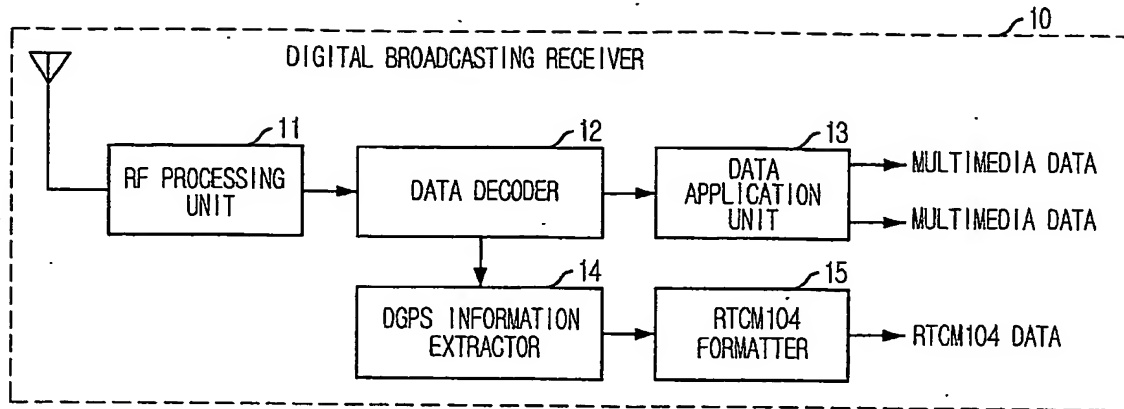 10
DIGITAL BROADCASTING RECEIVER
11
RF PROCESSING
UNIT
12
DATA DECODER
13
DATA
APPLICATION
UNIT
MULTIMEDIA DATA
MULTIMEDIA DATA
14
DGPS INFORMATION
EXTRACTOR
15
RTCM104
FORMATTER
RTCM104 DATA